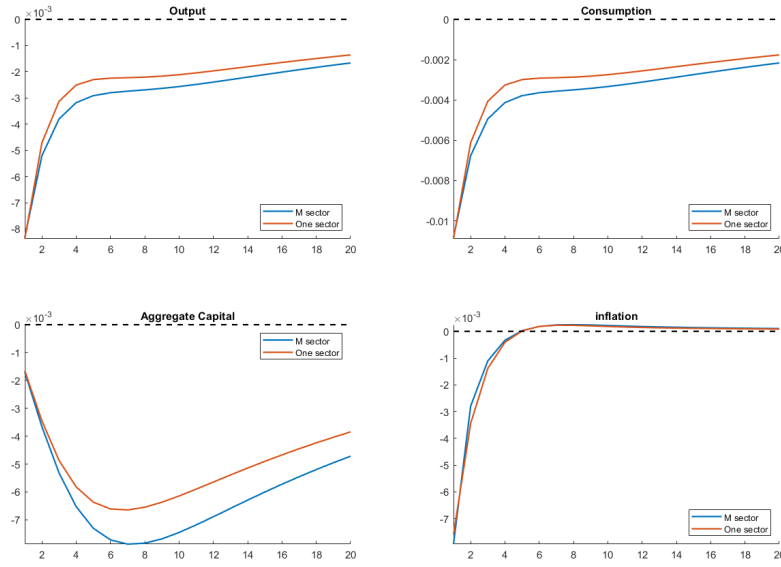 Output
×10⁻³
0
-1
-2
-3
-4
-5
-6
-7
-8
2 4 6 8 10 12 14 16 18 20
M sector
One sector
Consumption
0
-0.002
-0.004
-0.006
-0.008
-0.01
2 4 6 8 10 12 14 16 18 20
M sector
One sector
Aggregate Capital
×10⁻³
0
-1
-2
-3
-4
-5
-6
-7
2 4 6 8 10 12 14 16 18 20
M sector
One sector
inflation
×10⁻³
0
-1
-2
-3
-4
-5
-6
-7
2 4 6 8 10 12 14 16 18 20
M sector
One sector